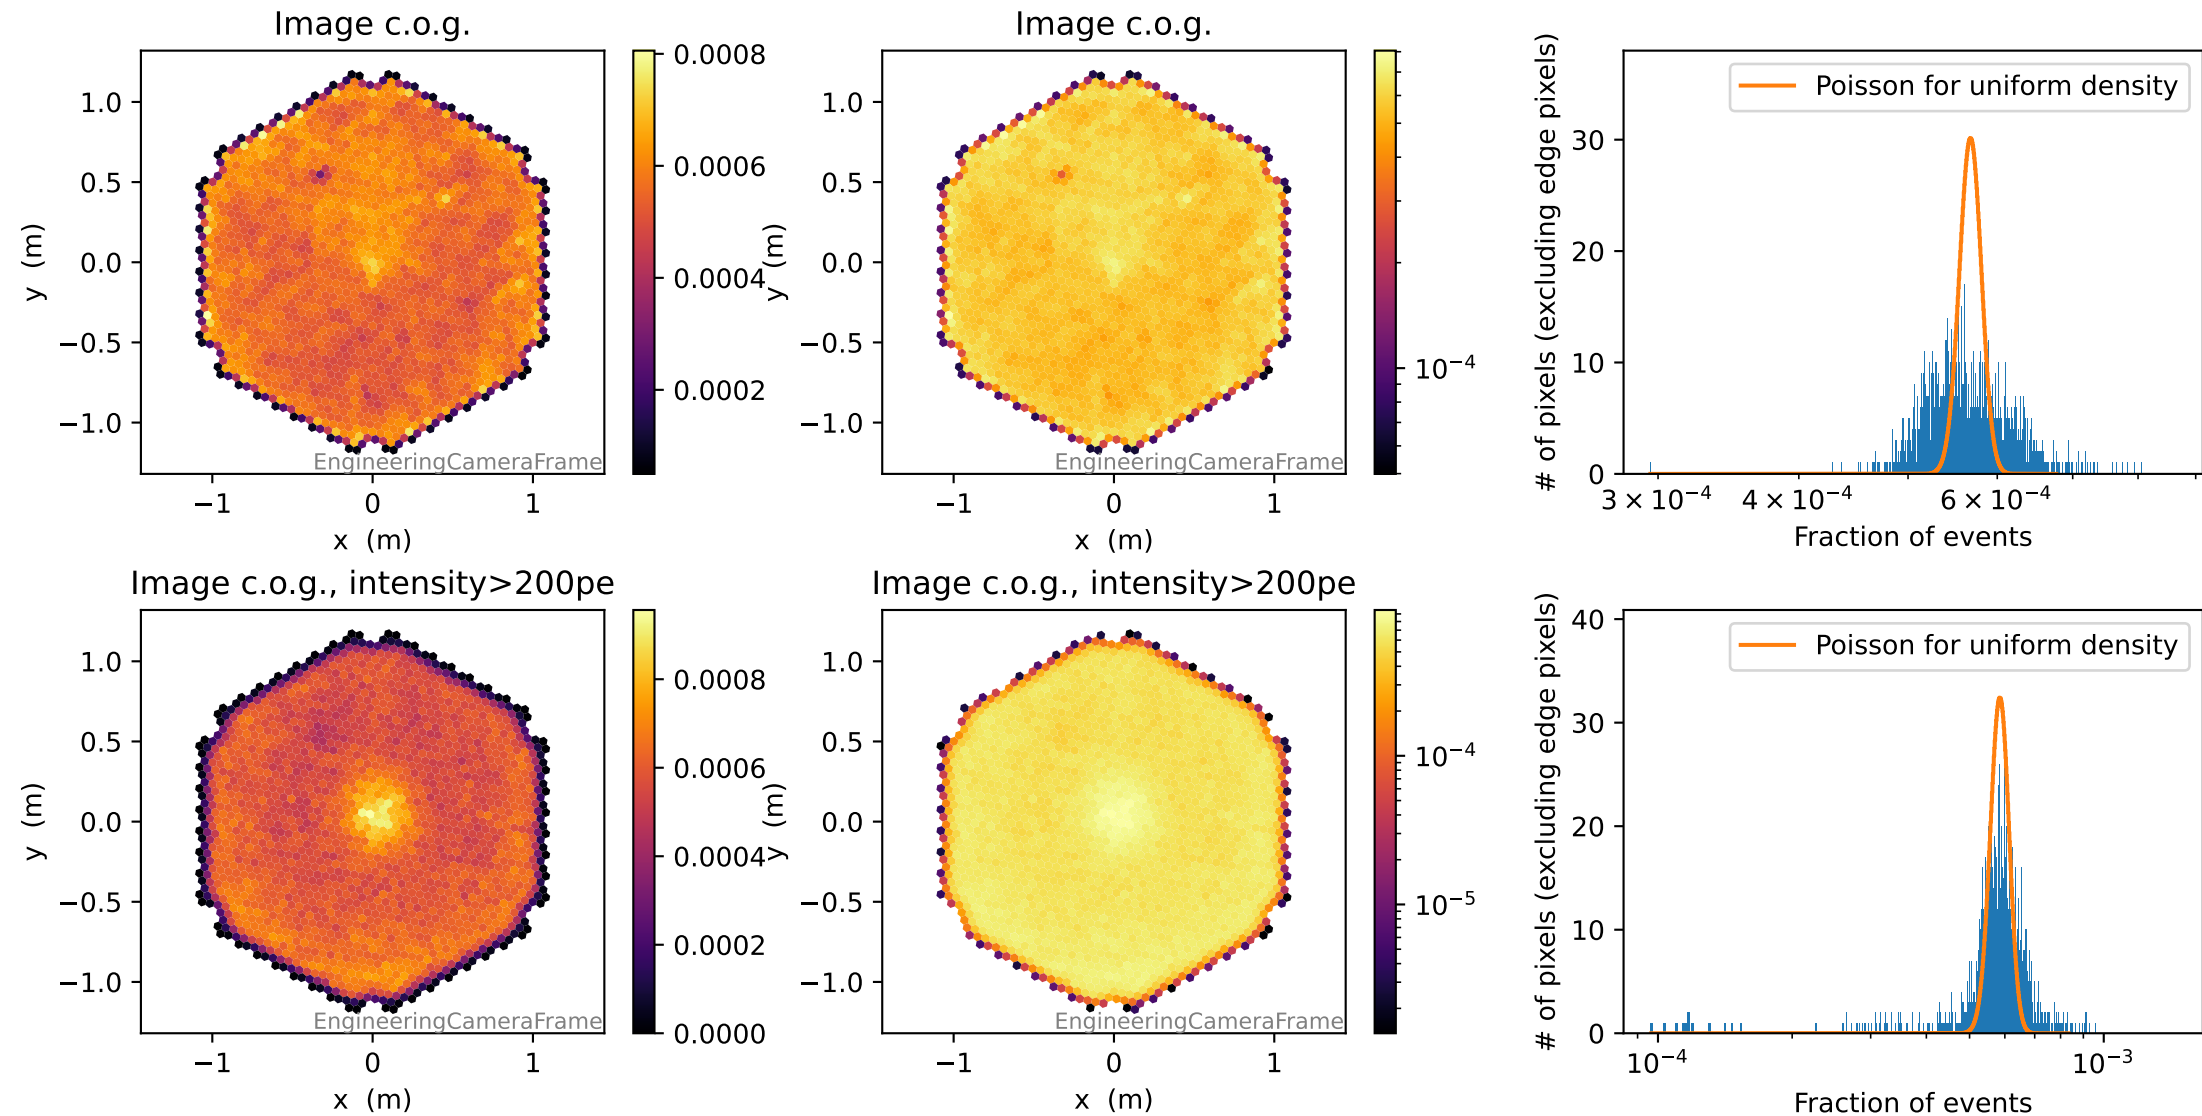 Image c.o.g.
y (m)
1.0
0.5
0.0
−0.5
−1.0
EngineeringCameraFrame
−1 0 1
x (m)
0.0008
0.0006
0.0004
0.0002
Image c.o.g.
y (m)
1.0
0.5
0.0
−0.5
−1.0
EngineeringCameraFrame
−1 0 1
x (m)
10⁻⁴
# of pixels (excluding edge pixels)
30
20
10
0
Poisson for uniform density
3 × 10⁻⁴ 4 × 10⁻⁴ 6 × 10⁻⁴
Fraction of events
Image c.o.g., intensity>200pe
y (m)
1.0
0.5
0.0
−0.5
−1.0
EngineeringCameraFrame
−1 0 1
x (m)
0.0008
0.0006
0.0004
0.0002
0.0000
Image c.o.g., intensity>200pe
y (m)
1.0
0.5
0.0
−0.5
−1.0
EngineeringCameraFrame
−1 0 1
x (m)
10⁻⁴
10⁻⁵
# of pixels (excluding edge pixels)
40
30
20
10
0
Poisson for uniform density
10⁻⁴ 10⁻³
Fraction of events